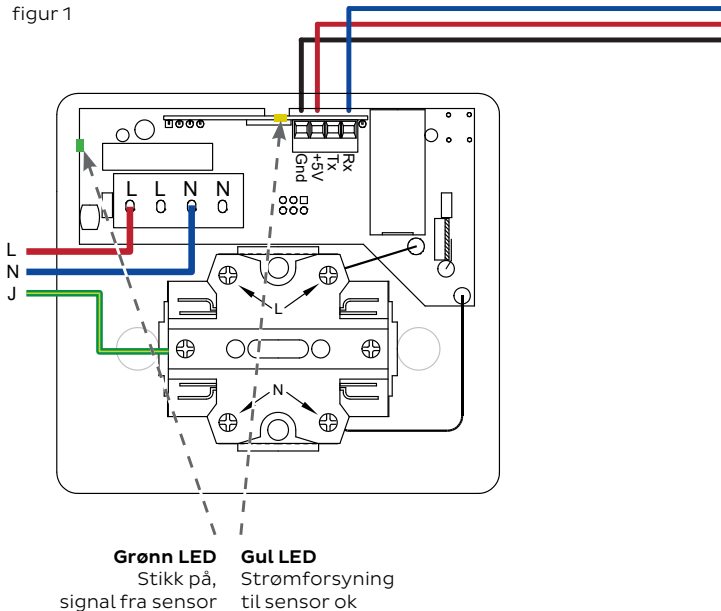 figur 1
Gnd
+5V
Tx
Rx
L L N N
L
N
J
L
N
Grønn LED
Stikk på,
signal fra sensor
Gul LED
Strømforsyning
til sensor ok